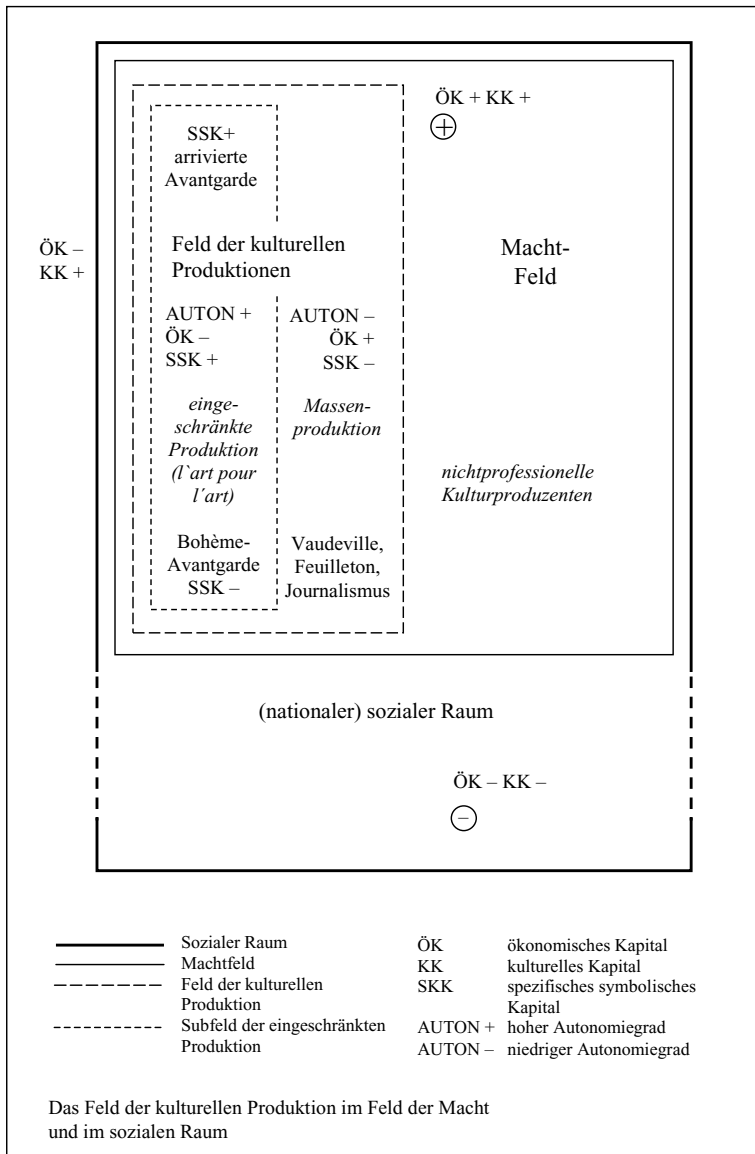 ÖK + KK +
+
SSK+
arrivierte
Avantgarde
ÖK –
KK +
Feld der kulturellen
Produktionen
Macht-
Feld
AUTON +
ÖK –
SSK +
AUTON –
ÖK +
SSK –
einge-
schränkte
Produktion
(l`art pour
l´art)
Massen-
produktion
nichtprofessionelle
Kulturproduzenten
Bohème-
Avantgarde
SSK –
Vaudeville,
Feuilleton,
Journalismus
(nationaler) sozialer Raum
ÖK – KK –
–
Sozialer Raum
Machtfeld
Feld der kulturellen
Produktion
Subfeld der eingeschränkten
Produktion
ÖK ökonomisches Kapital
KK kulturelles Kapital
SKK spezifisches symbolisches
Kapital
AUTON + hoher Autonomiegrad
AUTON – niedriger Autonomiegrad
Das Feld der kulturellen Produktion im Feld der Macht
und im sozialen Raum